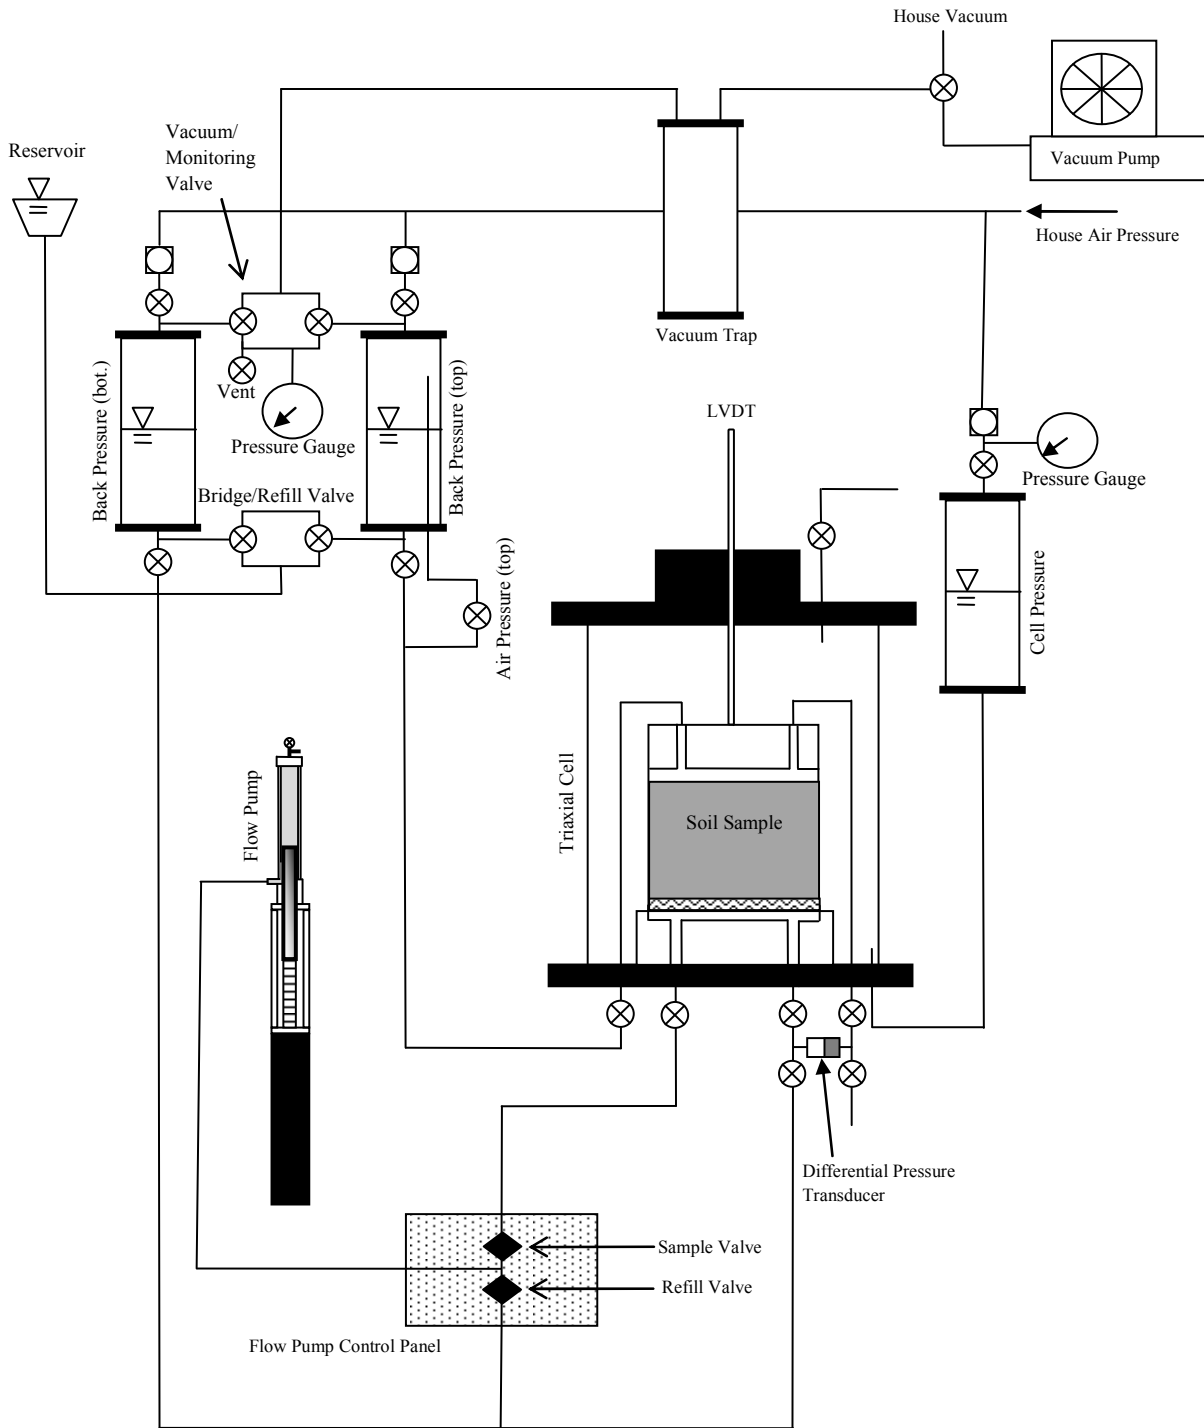 House Vacuum
Vacuum Pump
Vacuum/
Monitoring
Valve
Reservoir
House Air Pressure
Vacuum Trap
Back Pressure (bot.)
Vent
Pressure Gauge
Back Pressure (top)
LVDT
Pressure Gauge
Bridge/Refill Valve
Air Pressure (top)
Cell Pressure
Flow Pump
Triaxial Cell
Soil Sample
Differential Pressure
Transducer
Sample Valve
Refill Valve
Flow Pump Control Panel